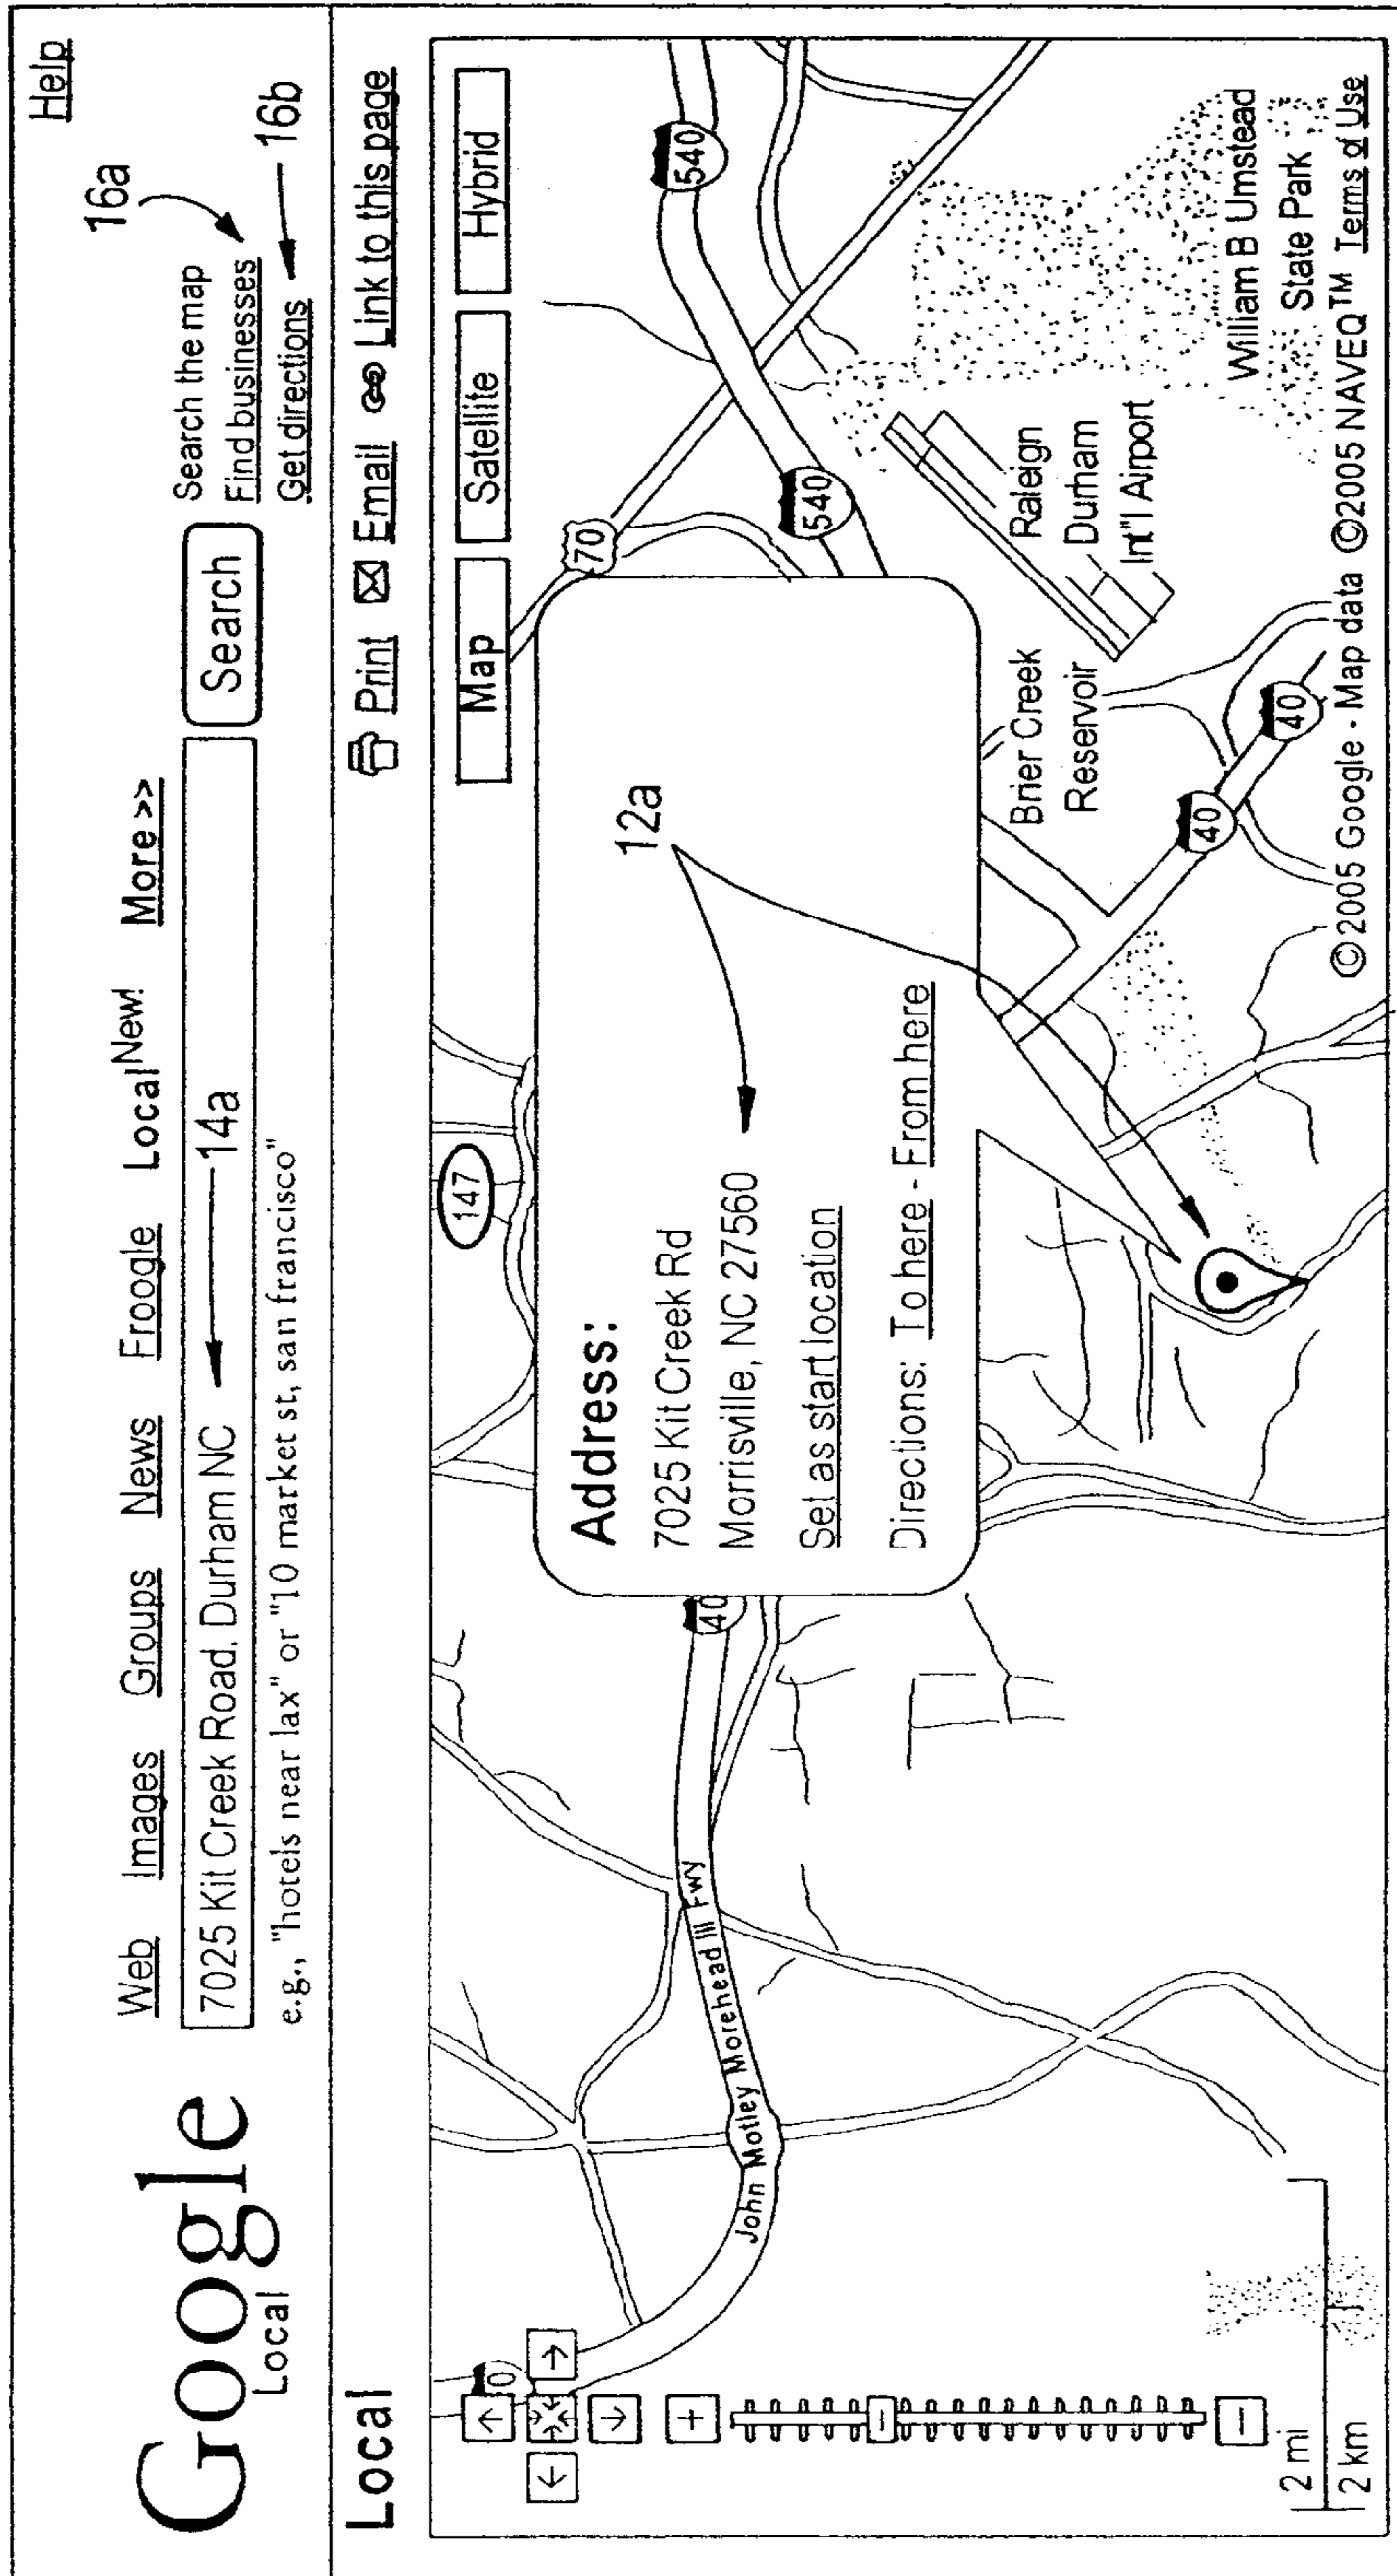 Help
16a
16b
Web Images Groups News Froogle Local New! More >>
Google
Local
7025 Kit Creek Road. Durham NC
14a
Search
Search the map
Find businesses
Get directions
e.g., "hotels near lax" or "10 market st, san francisco"
Local
Print Email Link to this page
Map Satellite Hybrid
147
70
540
540
40
0
12a
Address:
7025 Kit Creek Rd
Morrisville, NC 27560
Set as start location
Directions: To here - From here
John Motley Morehead III Fwy
Brier Creek
Reservoir
Raleign
Durham
Int"l Airport
40
40
William B Umstead
State Park
2 mi
2 km
©2005 Google - Map data ©2005 NAVEQ™ Terms of Use